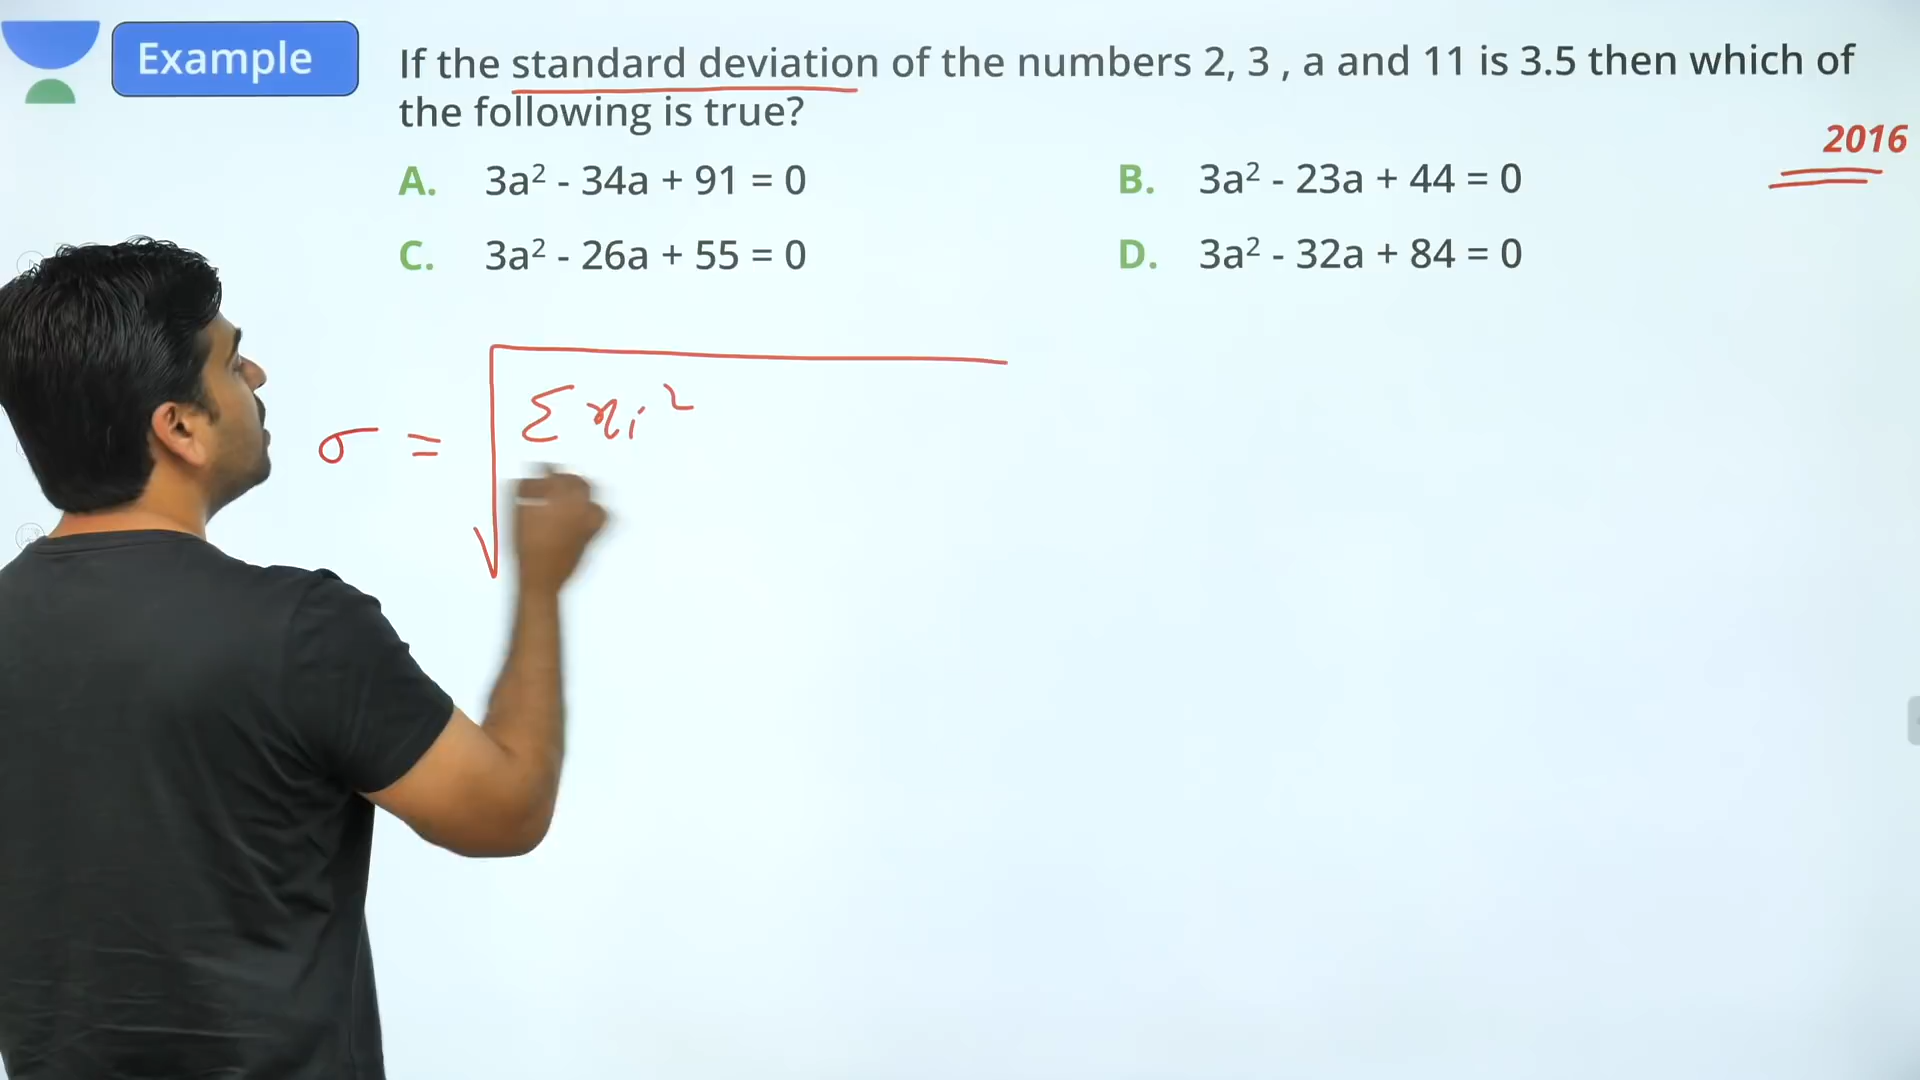 Example
If the standard deviation of the numbers 2, 3 , a and 11 is 3.5 then which of
the following is true?
2016
A. 3a² - 34a + 91 = 0
B. 3a² - 23a + 44 = 0
C. 3a² - 26a + 55 = 0
D. 3a² - 32a + 84 = 0
σ = √ Σ xᵢ²